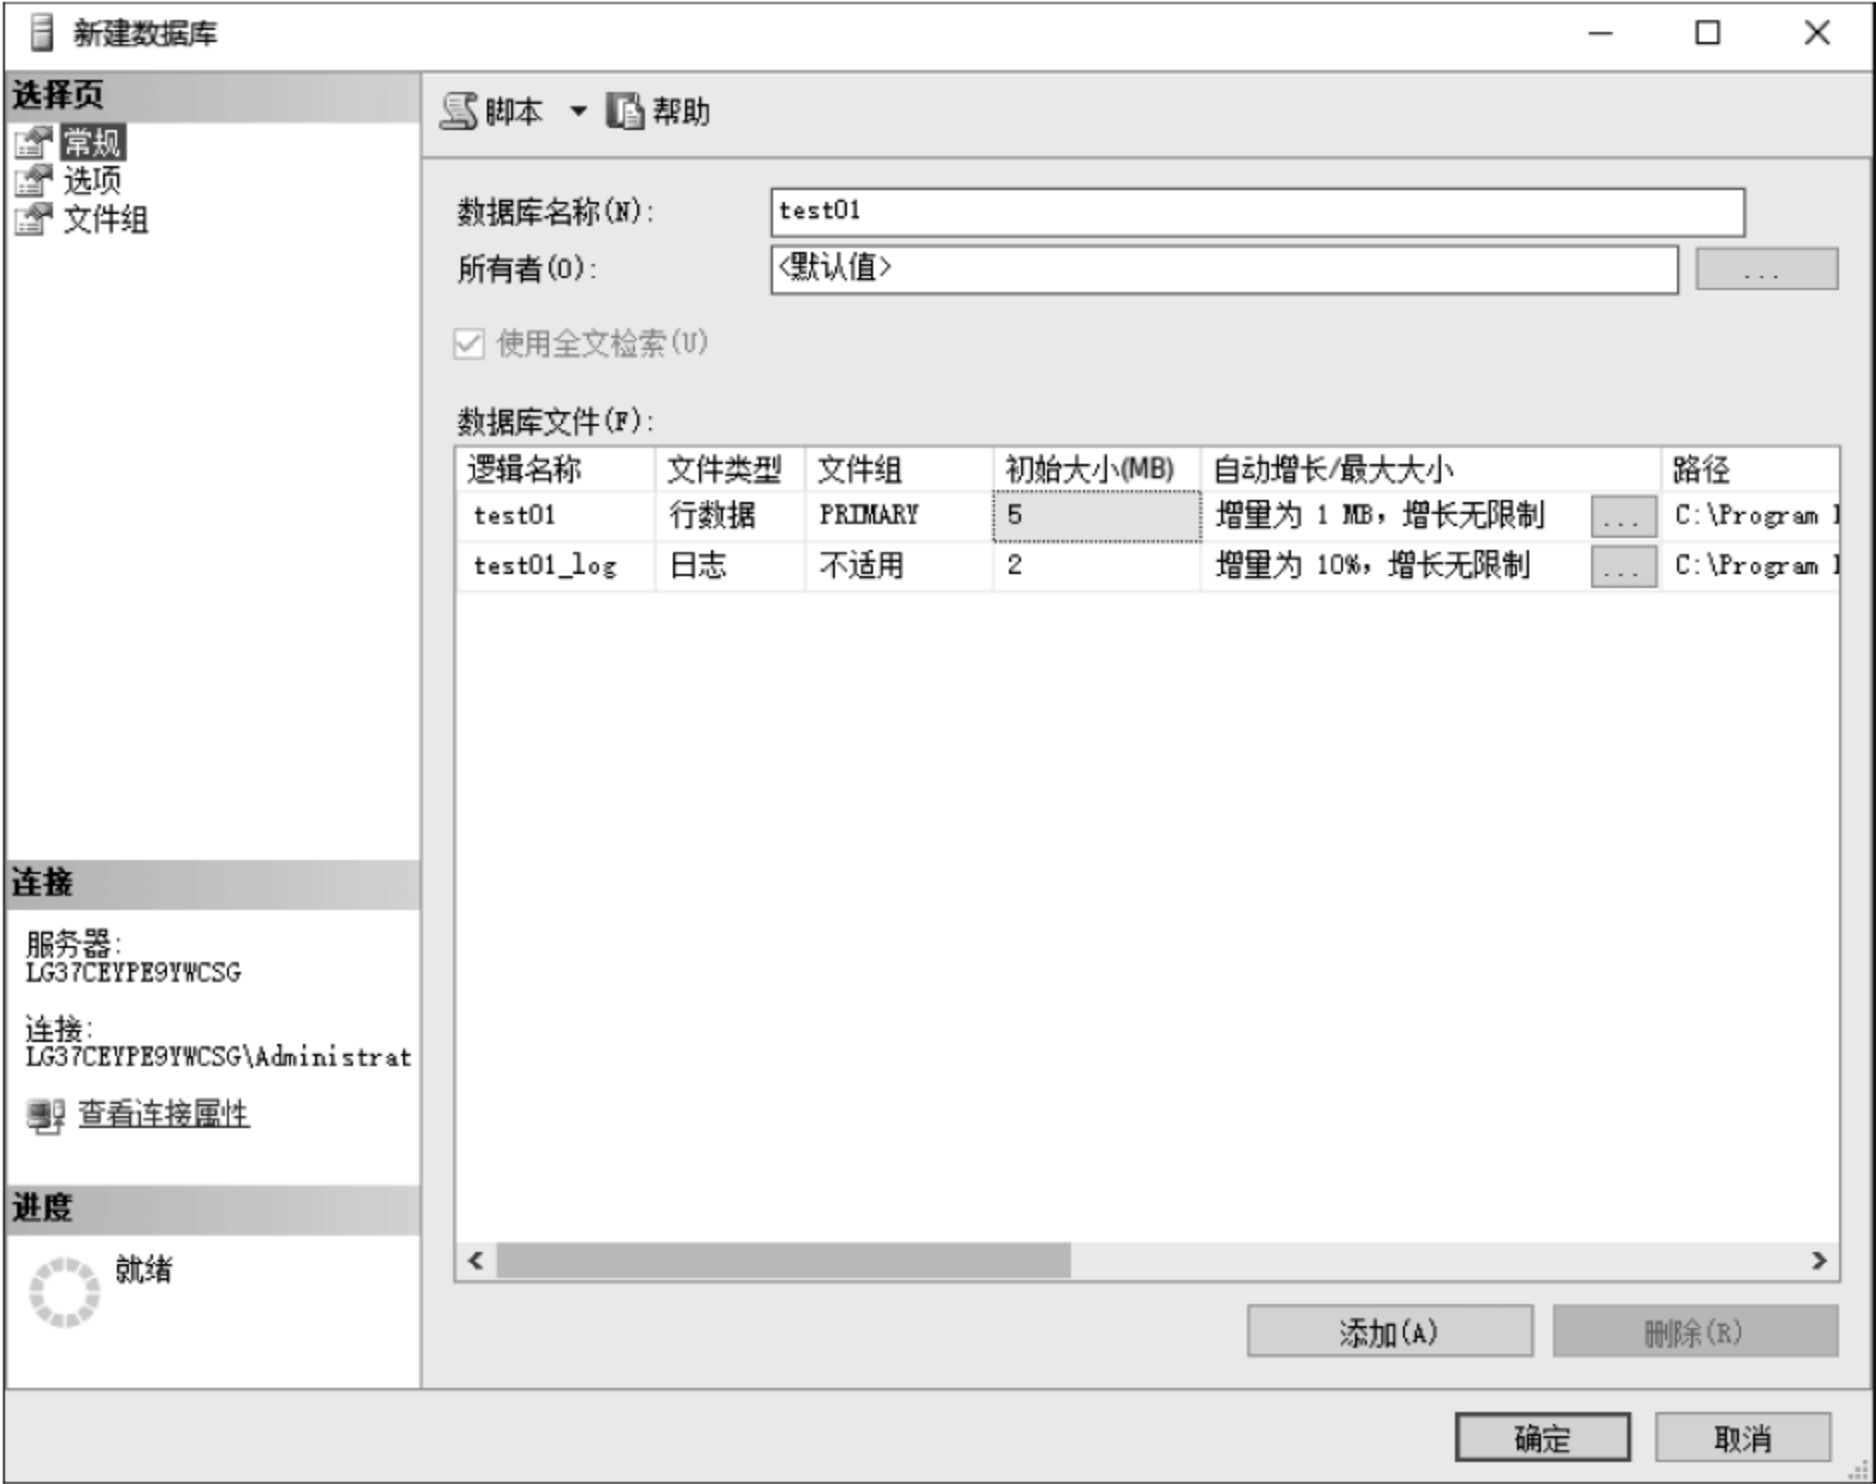 新建数据库
选择页
常规
选项
文件组
脚本 帮助
数据库名称(N): test01
所有者(O): <默认值> ...
使用全文检索(U)
数据库文件(F):
逻辑名称 文件类型 文件组 初始大小(MB) 自动增长/最大大小 路径
test01 行数据 PRIMARY 5 增量为 1 MB，增长无限制 ... C:\Program
test01_log 日志 不适用 2 增量为 10%，增长无限制 ... C:\Program
连接
服务器:
LG37CEYPE9YWCSG
连接:
LG37CEYPE9YWCSG\Administrat
查看连接属性
进度
就绪
添加(A) 删除(R)
确定 取消